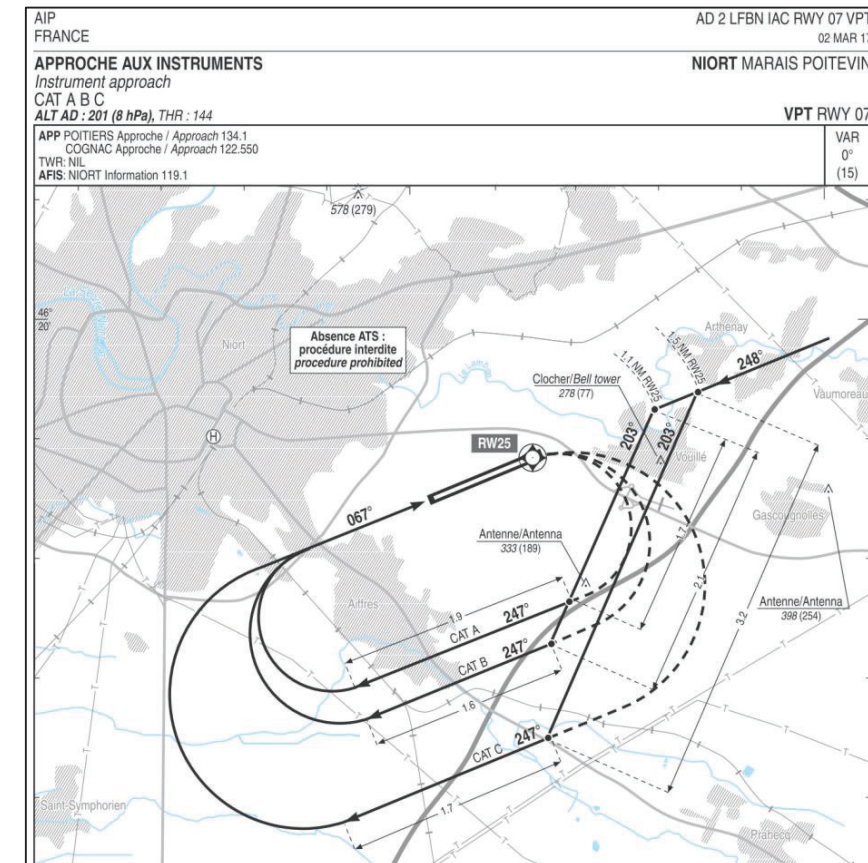 AIP
FRANCE
AD 2 LFBN IAC RWY 07 VPT
02 MAR 17
APPROCHE AUX INSTRUMENTS
Instrument approach
CAT A B C
ALT AD : 201 (8 hPa), THR : 144
NIORT MARAIS POITEVIN
VPT RWY 07
APP POITIERS Approche / Approach 134.1
COGNAC Approche / Approach 122.550
TWR: NIL
AFIS: NIORT Information 119.1
VAR
0°
(15)
578 (279)
46°
20'
Niort
Absence ATS :
procédure interdite
procedure prohibited
Arthenay
1.1 NM RW25
1.5 NM RW25
248°
Clocher/Bell tower
278 (77)
Vaumoreau
203°
203°
Vouillé
H
RW25
067°
Gascougnolles
Antenne/Antenna
333 (189)
1.7
2.1
3.2
Antenne/Antenna
398 (254)
Aiffres
1.9
CAT A
247°
CAT B
247°
1.6
CAT C
247°
1.7
Saint-Symphorien
Prahecq